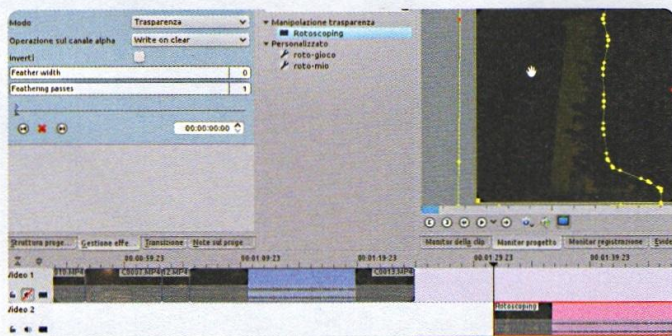 Modo Trasparenza
Operazione sul canale alpha Write on clear
Inverti
Feather width 0
Feathering passes 1
00:00:00:00
Manipolazione trasparenza
Rotoscoping
Personalizzato
roto-gioco
roto-mio
Struttura proge... Gestione effe... Transizione Note sul proge...
Monitor della clip Monitor progetto Monitor registrazione
00:00:59:23 00:01:09:23 00:01:19:23 00:01:29:23 00:01:39:23
Video 1
C0013.MP4
Video 2
Rotoscoping